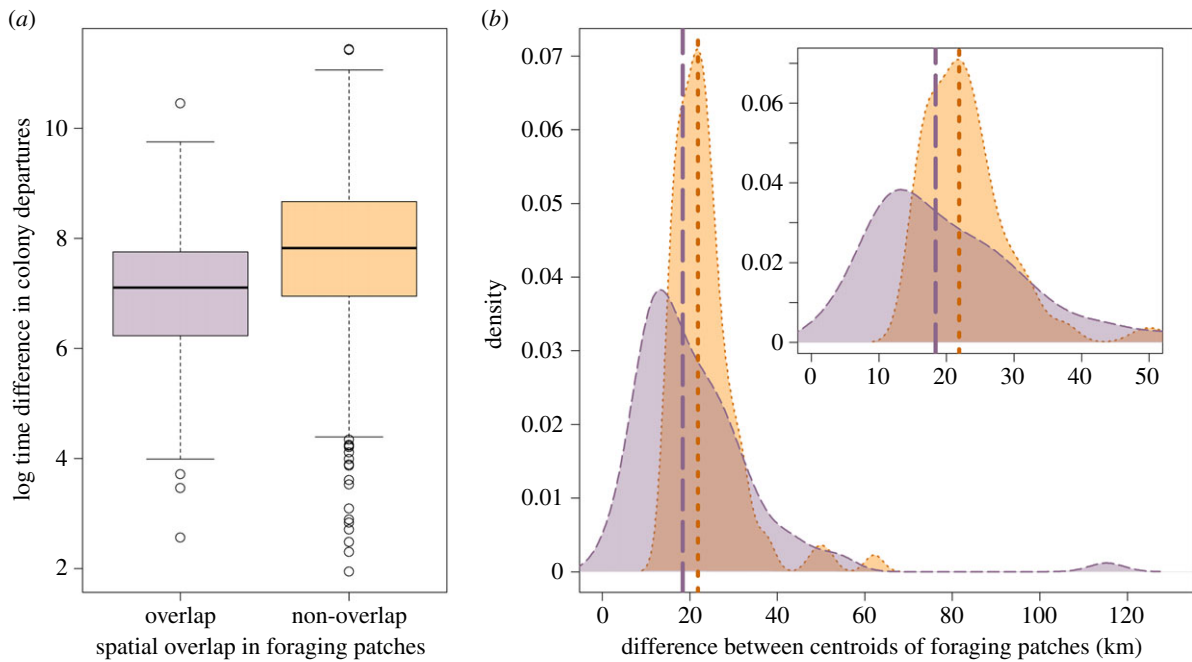 (a)
log time difference in colony departures
10
8
6
4
2
overlap non-overlap
spatial overlap in foraging patches
(b)
density
0.07
0.06
0.05
0.04
0.03
0.02
0.01
0
0 20 40 60 80 100 120
difference between centroids of foraging patches (km)
0.06
0.04
0.02
0
0 10 20 30 40 50